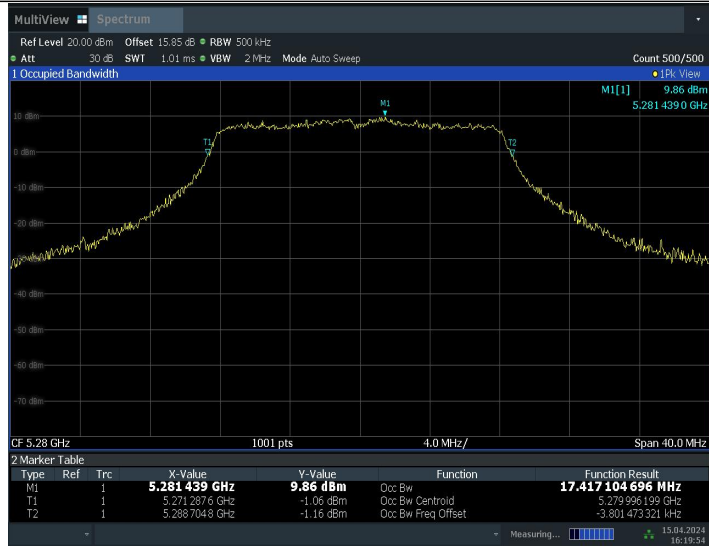 MultiView Spectrum
Ref Level 20.00 dBm Offset 15.85 dB RBW 500 kHz
Att 30 dB SWT 1.01 ms VBW 2 MHz Mode Auto Sweep Count 500/500
1 Occupied Bandwidth 1Pk View
M1[1] 9.86 dBm
5.281 439 0 GHz
M1
10 dBm
T1 T2
0 dBm
-10 dBm
-20 dBm
-30 dBm
-40 dBm
-50 dBm
-60 dBm
-70 dBm
CF 5.28 GHz 1001 pts 4.0 MHz/ Span 40.0 MHz
2 Marker Table
Type Ref Trc X-Value Y-Value Function Function Result
M1 1 5.281 439 GHz 9.86 dBm Occ Bw 17.417 104 696 MHz
T1 1 5.271 287 6 GHz -1.06 dBm Occ Bw Centroid 5.279 996 199 GHz
T2 1 5.288 704 8 GHz -1.16 dBm Occ Bw Freq Offset -3.801 473 321 kHz
Measuring... 15.04.2024
16:19:54